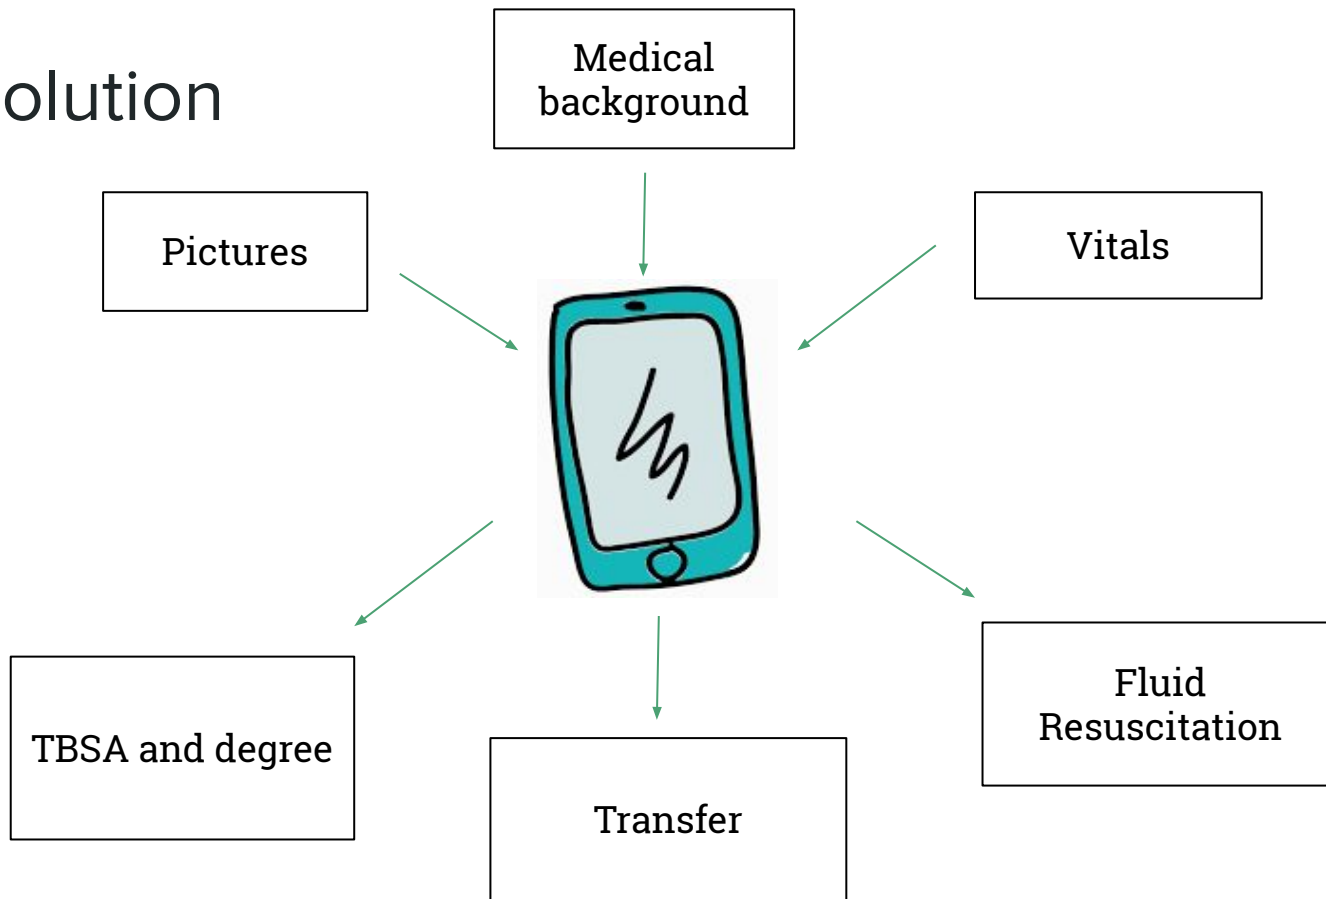 olution
Medical
background
Pictures
Vitals
TBSA and degree
Transfer
Fluid
Resuscitation